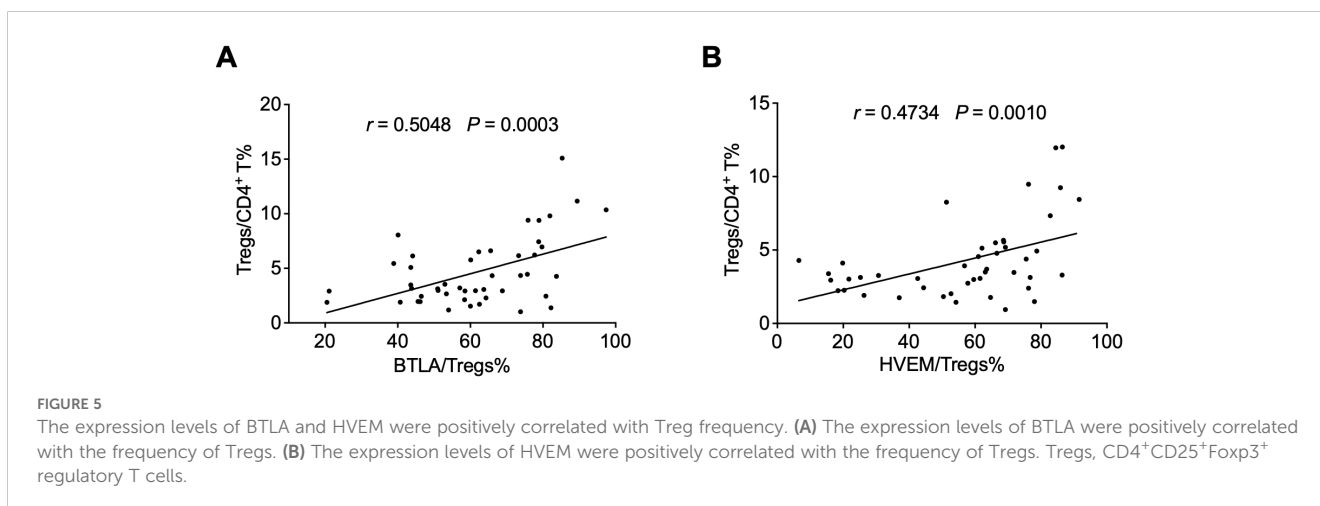 A
r = 0.5048 P = 0.0003
Tregs/CD4⁺ T%
20
15
10
5
0
20 40 60 80 100
BTLA/Tregs%
B
r = 0.4734 P = 0.0010
Tregs/CD4⁺ T%
15
10
5
0
0 20 40 60 80 100
HVEM/Tregs%
FIGURE 5
The expression levels of BTLA and HVEM were positively correlated with Treg frequency. (A) The expression levels of BTLA were positively correlated
with the frequency of Tregs. (B) The expression levels of HVEM were positively correlated with the frequency of Tregs. Tregs, CD4⁺CD25⁺Foxp3⁺
regulatory T cells.